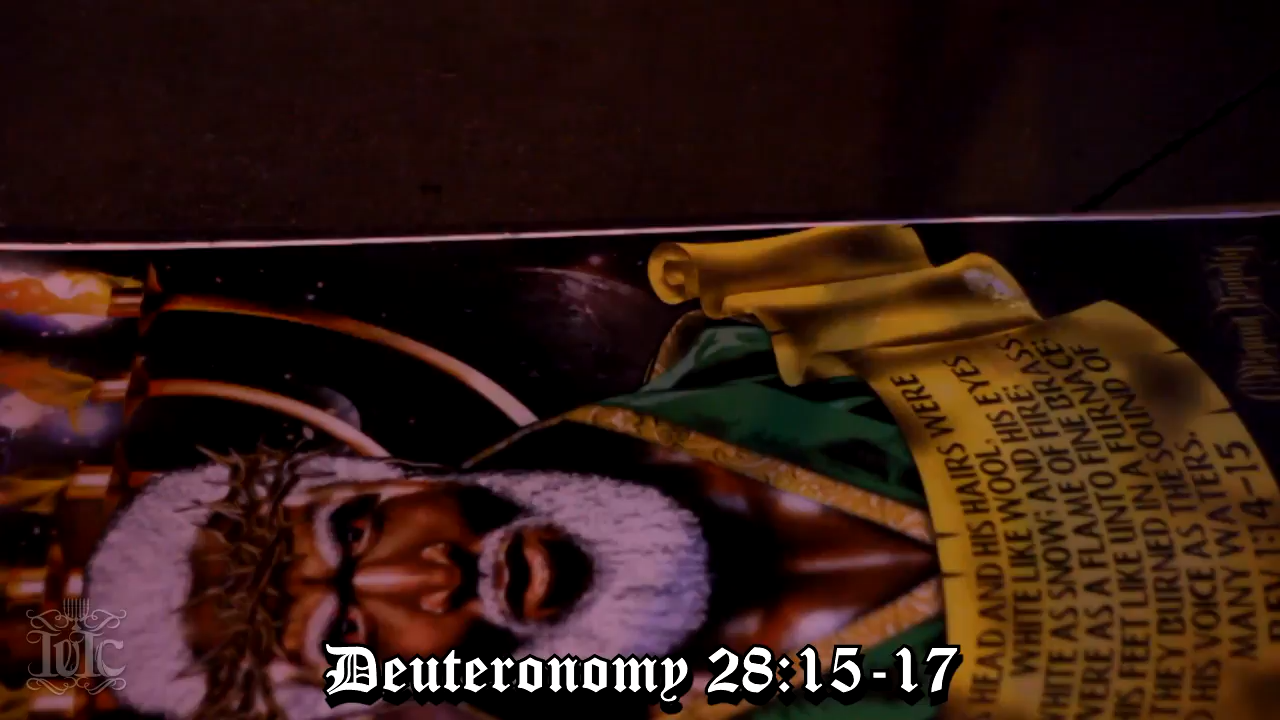 HEAD AND HIS HAIRS WERE
WHITE LIKE WOOL,
WHITE AS SNOW: AND HIS EYES
WERE AS A FLAME OF FIRE;
HIS FEET LIKE UNTO FINE BRASS
THEY BURNED IN A FURNACE;
HIS VOICE AS THE SOUND OF
MANY WATERS.
REV 1:14-15
Deuteronomy 28:15-17
IUIC